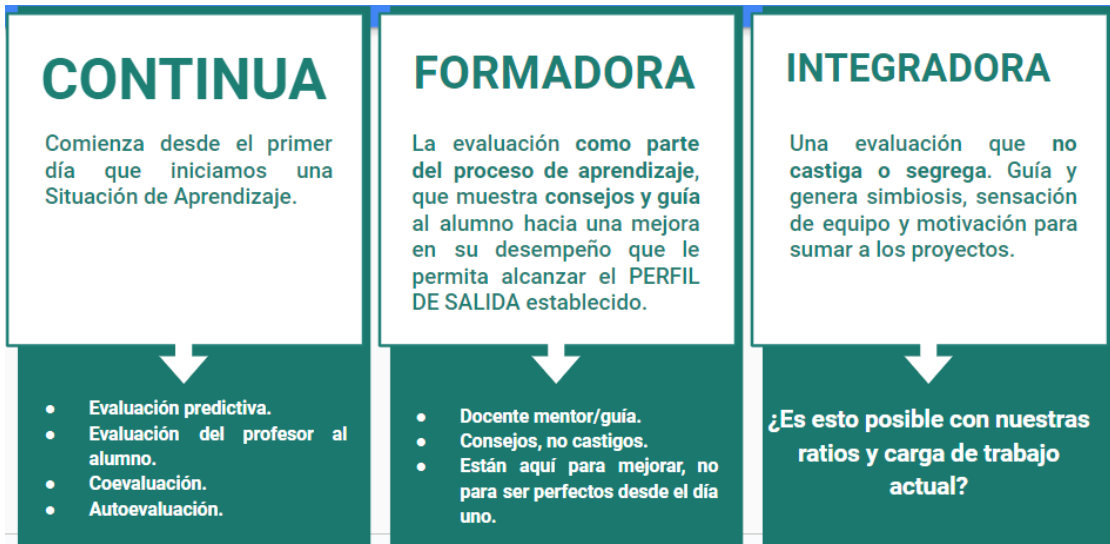 CONTINUA
Comienza desde el primer
día que iniciamos una
Situación de Aprendizaje.
● Evaluación predictiva.
● Evaluación del profesor al
alumno.
● Coevaluación.
● Autoevaluación.
FORMADORA
La evaluación como parte
del proceso de aprendizaje,
que muestra consejos y guía
al alumno hacia una mejora
en su desempeño que le
permita alcanzar el PERFIL
DE SALIDA establecido.
● Docente mentor/guía.
● Consejos, no castigos.
● Están aquí para mejorar, no
para ser perfectos desde el día
uno.
INTEGRADORA
Una evaluación que no
castiga o segrega. Guía y
genera simbiosis, sensación
de equipo y motivación para
sumar a los proyectos.
¿Es esto posible con nuestras
ratios y carga de trabajo
actual?